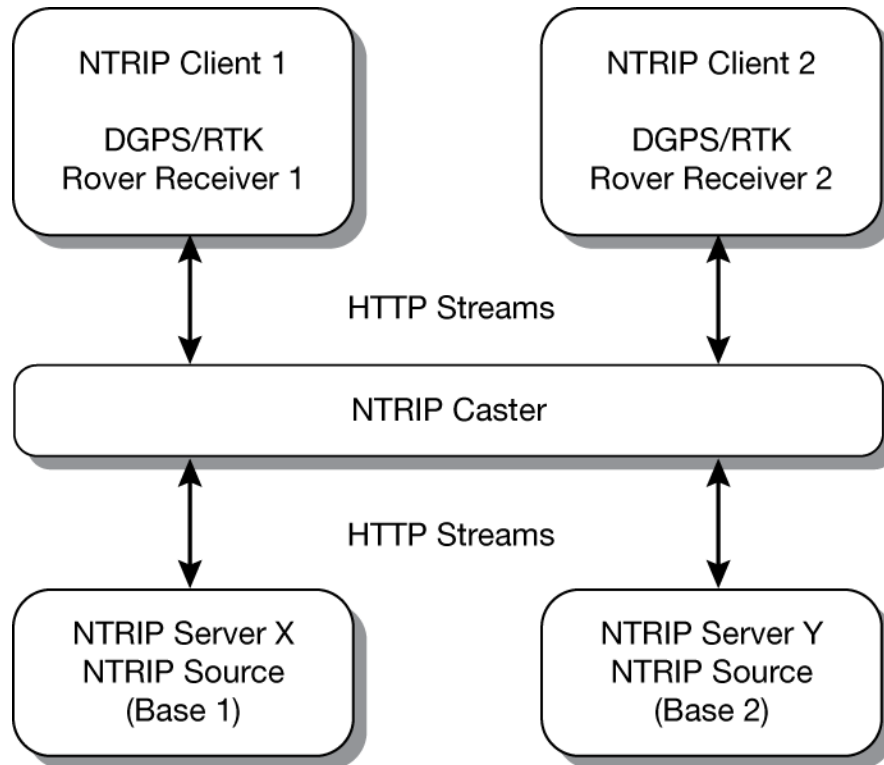 NTRIP Client 1
DGPS/RTK
Rover Receiver 1
NTRIP Client 2
DGPS/RTK
Rover Receiver 2
HTTP Streams
NTRIP Caster
HTTP Streams
NTRIP Server X
NTRIP Source
(Base 1)
NTRIP Server Y
NTRIP Source
(Base 2)